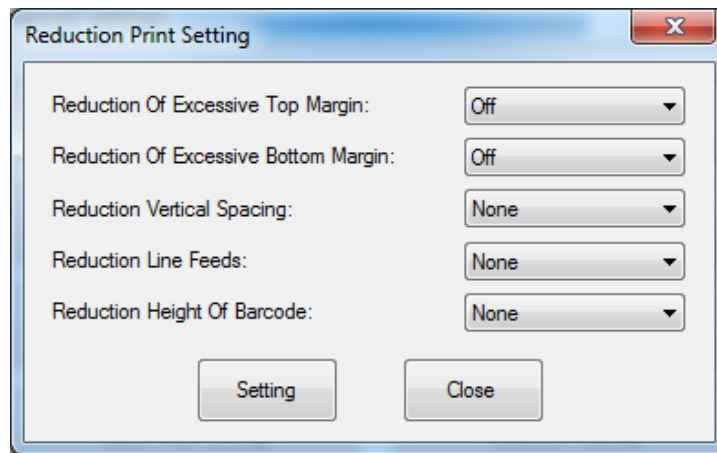 Reduction Print Setting
Reduction Of Excessive Top Margin: Off
Reduction Of Excessive Bottom Margin: Off
Reduction Vertical Spacing: None
Reduction Line Feeds: None
Reduction Height Of Barcode: None
Setting Close